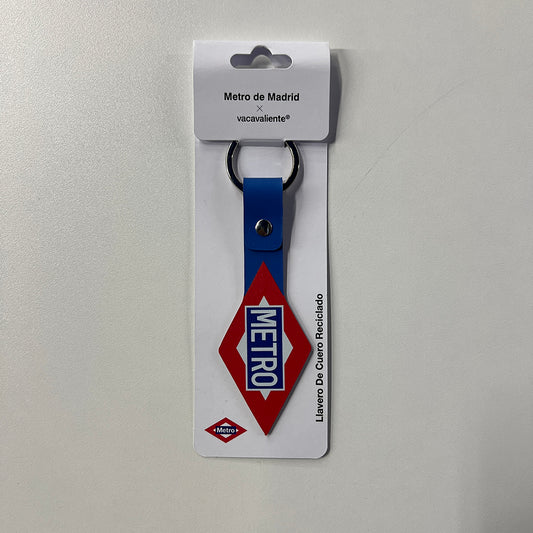 Metro de Madrid
×
vacavaliente®
METRO
Llavero De Cuero Reciclado
Metro